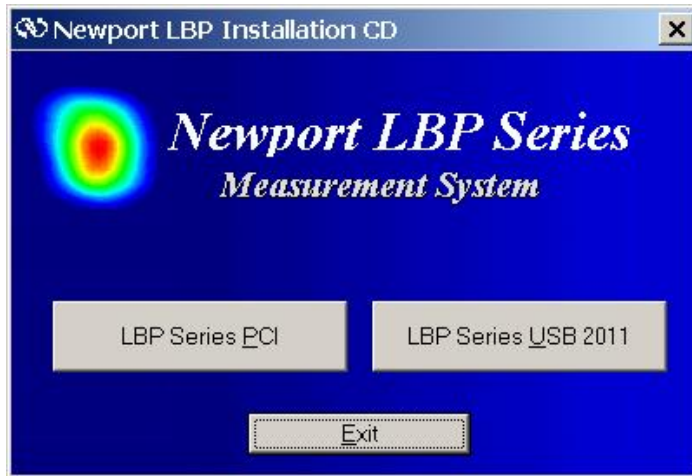 Newport LBP Installation CD
Newport LBP Series
Measurement System
LBP Series PCI
LBP Series USB 2011
Exit